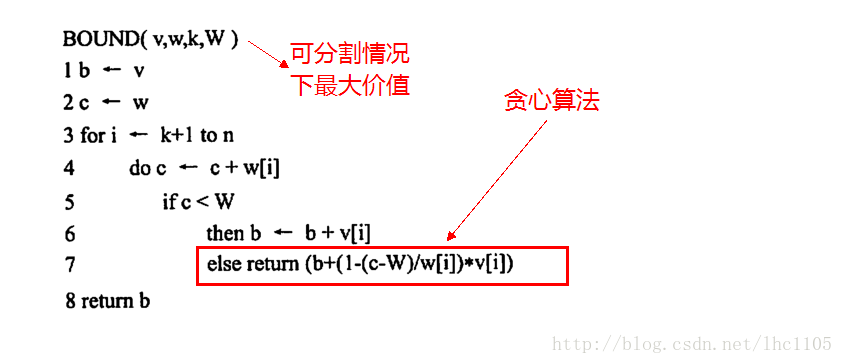 BOUND( v,w,k,W )
可分割情况
下最大价值
1 b ← v
2 c ← w
贪心算法
3 for i ← k+1 to n
4 do c ← c + w[i]
5 if c < W
6 then b ← b + v[i]
7 else return (b+(1-(c-W)/w[i])*v[i])
8 return b
http://blog.csdn.net/lhc1105